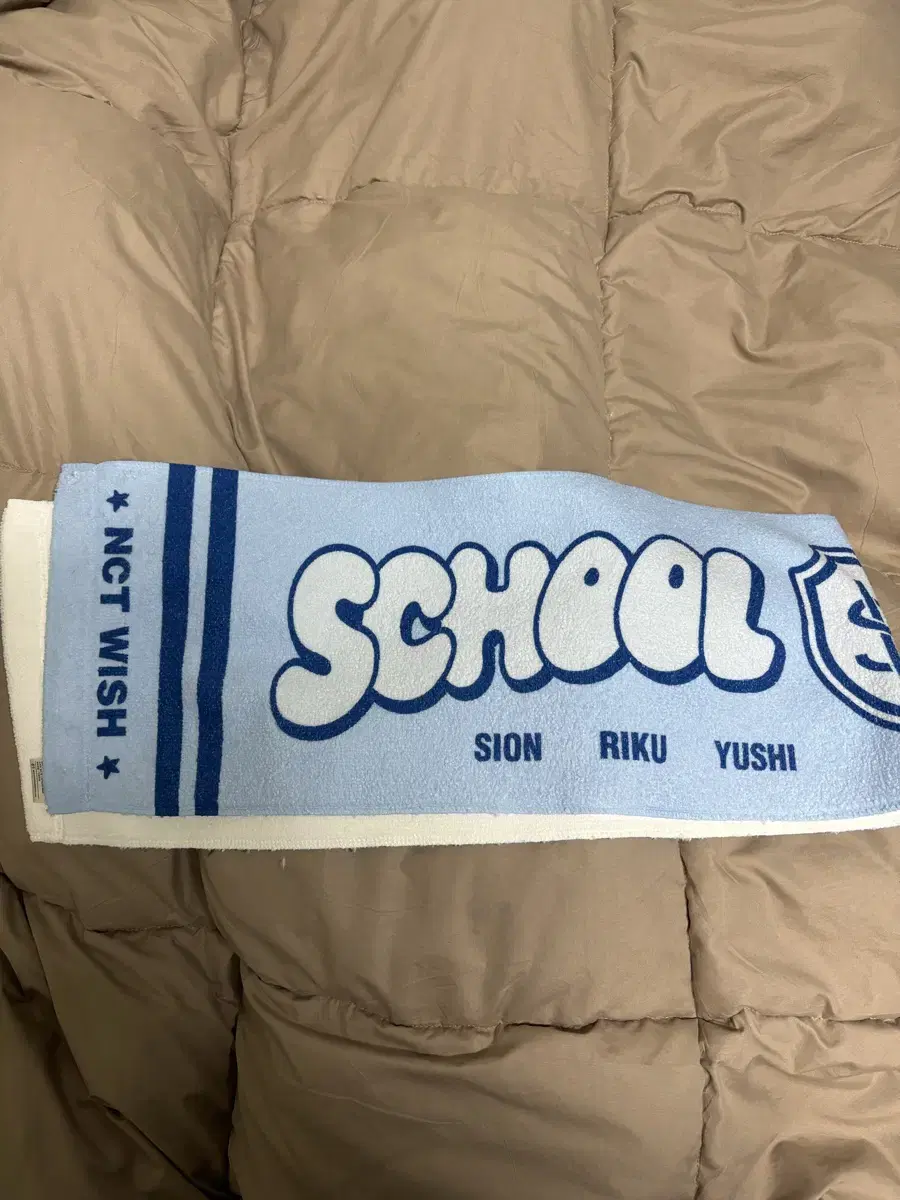 ★ NCT WISH ★
SCHOOL
SION RIKU YUSHI